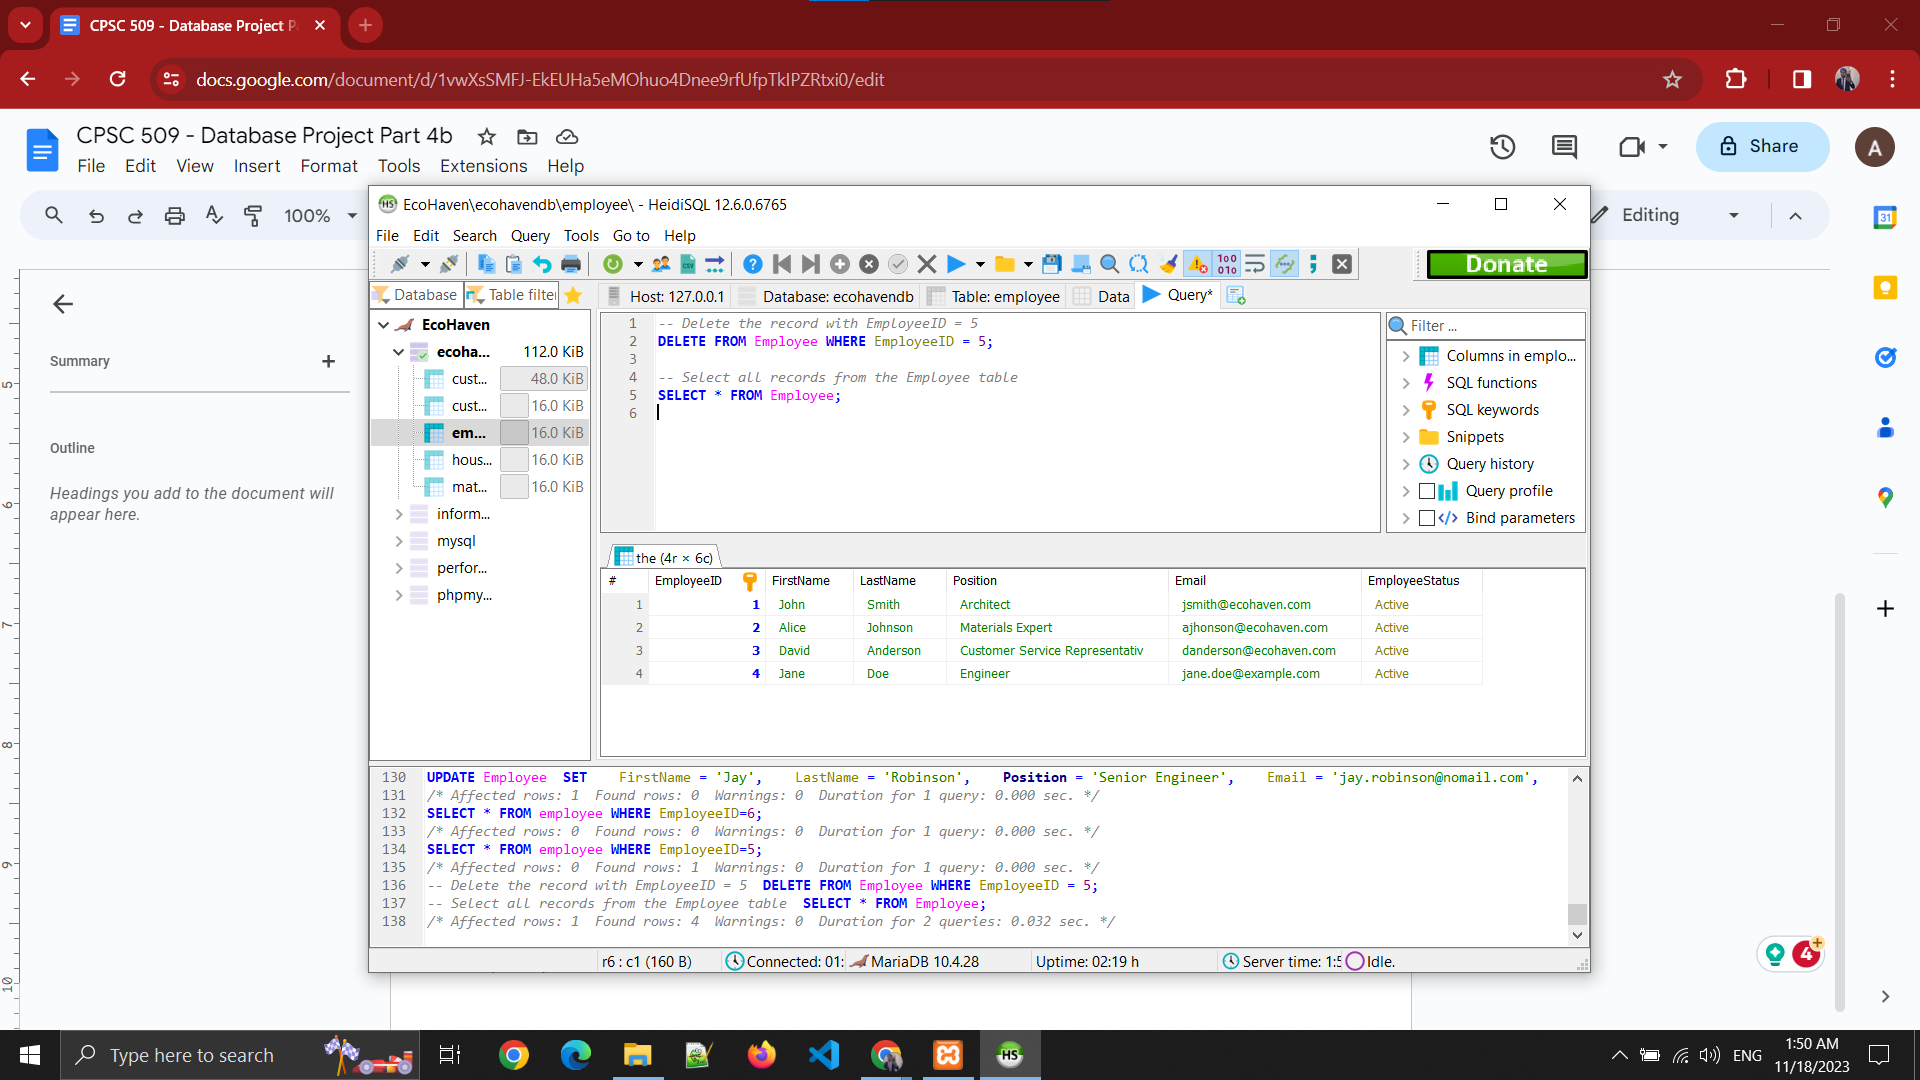 CPSC 509 - Database Project P
docs.google.com/document/d/1vwXsSMFJ-EkEUHa5eMOhuo4Dnee9rfUfpTkIPZRtxi0/edit
CPSC 509 - Database Project Part 4b
File Edit View Insert Format Tools Extensions Help
Share
A
100%
Editing
31
Summary
Outline
Headings you add to the document will
appear here.
5
6
7
8
9
10
HS EcoHaven\ecohavendb\employee\ - HeidiSQL 12.6.0.6765
File Edit Search Query Tools Go to Help
Donate
Database Table filter
Host: 127.0.0.1 Database: ecohavendb Table: employee Data Query*
EcoHaven
ecoha... 112.0 KiB
cust... 48.0 KiB
cust... 16.0 KiB
em... 16.0 KiB
hous... 16.0 KiB
mat... 16.0 KiB
inform...
mysql
perfor...
phpmy...
1 -- Delete the record with EmployeeID = 5
2 DELETE FROM Employee WHERE EmployeeID = 5;
3
4 -- Select all records from the Employee table
5 SELECT * FROM Employee;
6
Filter ...
Columns in emplo...
SQL functions
SQL keywords
Snippets
Query history
Query profile
Bind parameters
the (4r × 6c)
# EmployeeID FirstName LastName Position Email EmployeeStatus
1 1 John Smith Architect jsmith@ecohaven.com Active
2 2 Alice Johnson Materials Expert ajhonson@ecohaven.com Active
3 3 David Anderson Customer Service Representativ danderson@ecohaven.com Active
4 4 Jane Doe Engineer jane.doe@example.com Active
130 UPDATE Employee SET FirstName = 'Jay', LastName = 'Robinson', Position = 'Senior Engineer', Email = 'jay.robinson@nomail.com',
131 /* Affected rows: 1 Found rows: 0 Warnings: 0 Duration for 1 query: 0.000 sec. */
132 SELECT * FROM employee WHERE EmployeeID=6;
133 /* Affected rows: 0 Found rows: 0 Warnings: 0 Duration for 1 query: 0.000 sec. */
134 SELECT * FROM employee WHERE EmployeeID=5;
135 /* Affected rows: 0 Found rows: 1 Warnings: 0 Duration for 1 query: 0.000 sec. */
136 -- Delete the record with EmployeeID = 5 DELETE FROM Employee WHERE EmployeeID = 5;
137 -- Select all records from the Employee table SELECT * FROM Employee;
138 /* Affected rows: 1 Found rows: 4 Warnings: 0 Duration for 2 queries: 0.032 sec. */
r6 : c1 (160 B) Connected: 01: MariaDB 10.4.28 Uptime: 02:19 h Server time: 1:5 Idle.
4
Type here to search
HS
ENG
1:50 AM
11/18/2023